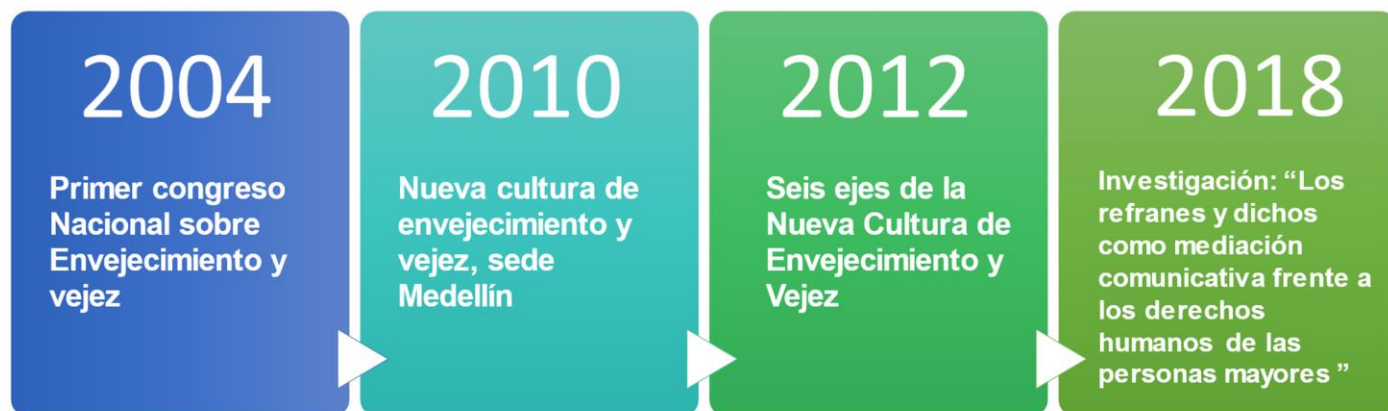 2004
Primer congreso
Nacional sobre
Envejecimiento y
vejez
2010
Nueva cultura de
envejecimiento y
vejez, sede
Medellín
2012
Seis ejes de la
Nueva Cultura de
Envejecimiento y
Vejez
2018
Investigación: “Los
refranes y dichos
como mediación
comunicativa frente a
los derechos
humanos de las
personas mayores ”